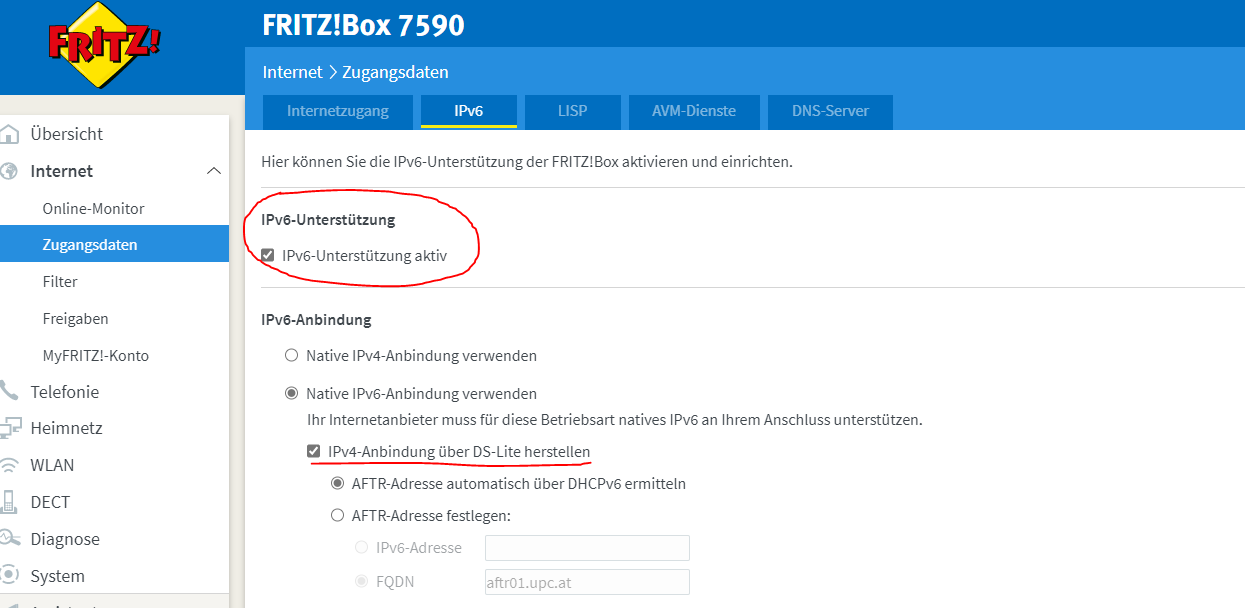 FRITZ!
FRITZ!Box 7590
Internet > Zugangsdaten
Internetzugang IPv6 LISP AVM-Dienste DNS-Server
Übersicht
Internet
Online-Monitor
Zugangsdaten
Filter
Freigaben
MyFRITZ!-Konto
Telefonie
Heimnetz
WLAN
DECT
Diagnose
System
Hier können Sie die IPv6-Unterstützung der FRITZ!Box aktivieren und einrichten.
IPv6-Unterstützung
IPv6-Unterstützung aktiv
IPv6-Anbindung
Native IPv4-Anbindung verwenden
Native IPv6-Anbindung verwenden
Ihr Internetanbieter muss für diese Betriebsart natives IPv6 an Ihrem Anschluss unterstützen.
IPv4-Anbindung über DS-Lite herstellen
AFTR-Adresse automatisch über DHCPv6 ermitteln
AFTR-Adresse festlegen:
IPv6-Adresse
FQDN aftr01.upc.at